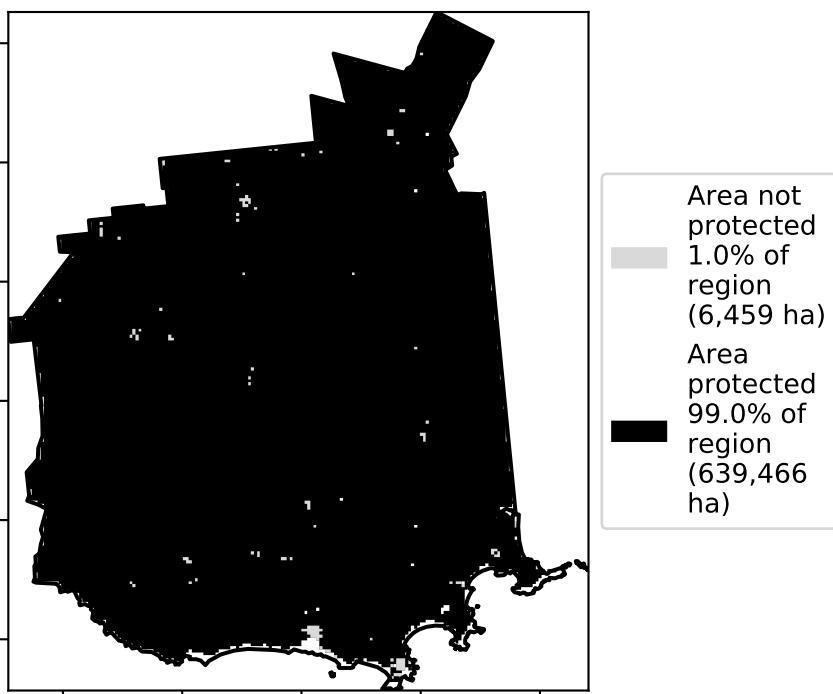 Area not
protected
1.0% of
region
(6,459 ha)
Area
protected
99.0% of
region
(639,466
ha)